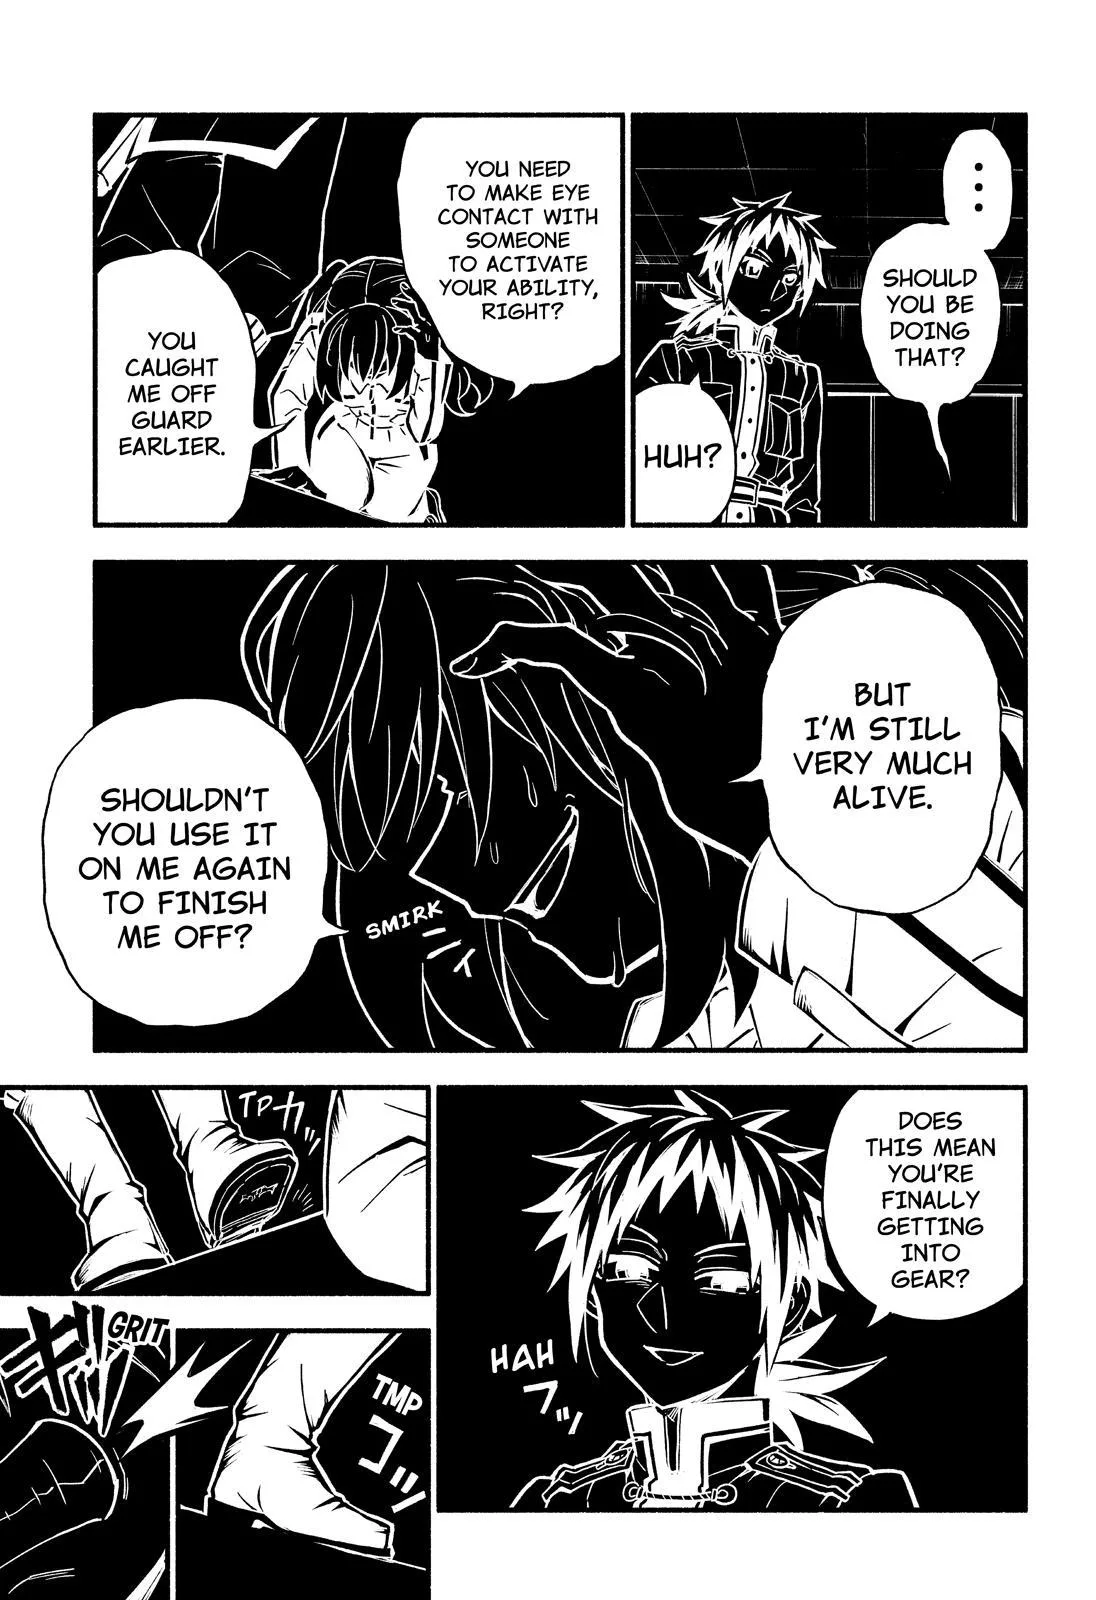 ...
SHOULD
YOU BE
DOING
THAT?
HUH?
YOU NEED
TO MAKE EYE
CONTACT WITH
SOMEONE
TO ACTIVATE
YOUR ABILITY,
RIGHT?
YOU
CAUGHT
ME OFF
GUARD
EARLIER.
BUT
I'M STILL
VERY MUCH
ALIVE.
SHOULDN'T
YOU USE IT
ON ME AGAIN
TO FINISH
ME OFF?
SMIRK
ニィ
DOES
THIS MEAN
YOU'RE
FINALLY
GETTING
INTO
GEAR?
HAH
フッ
TP
カッ
TMP
コッ
GRIT
ギリ